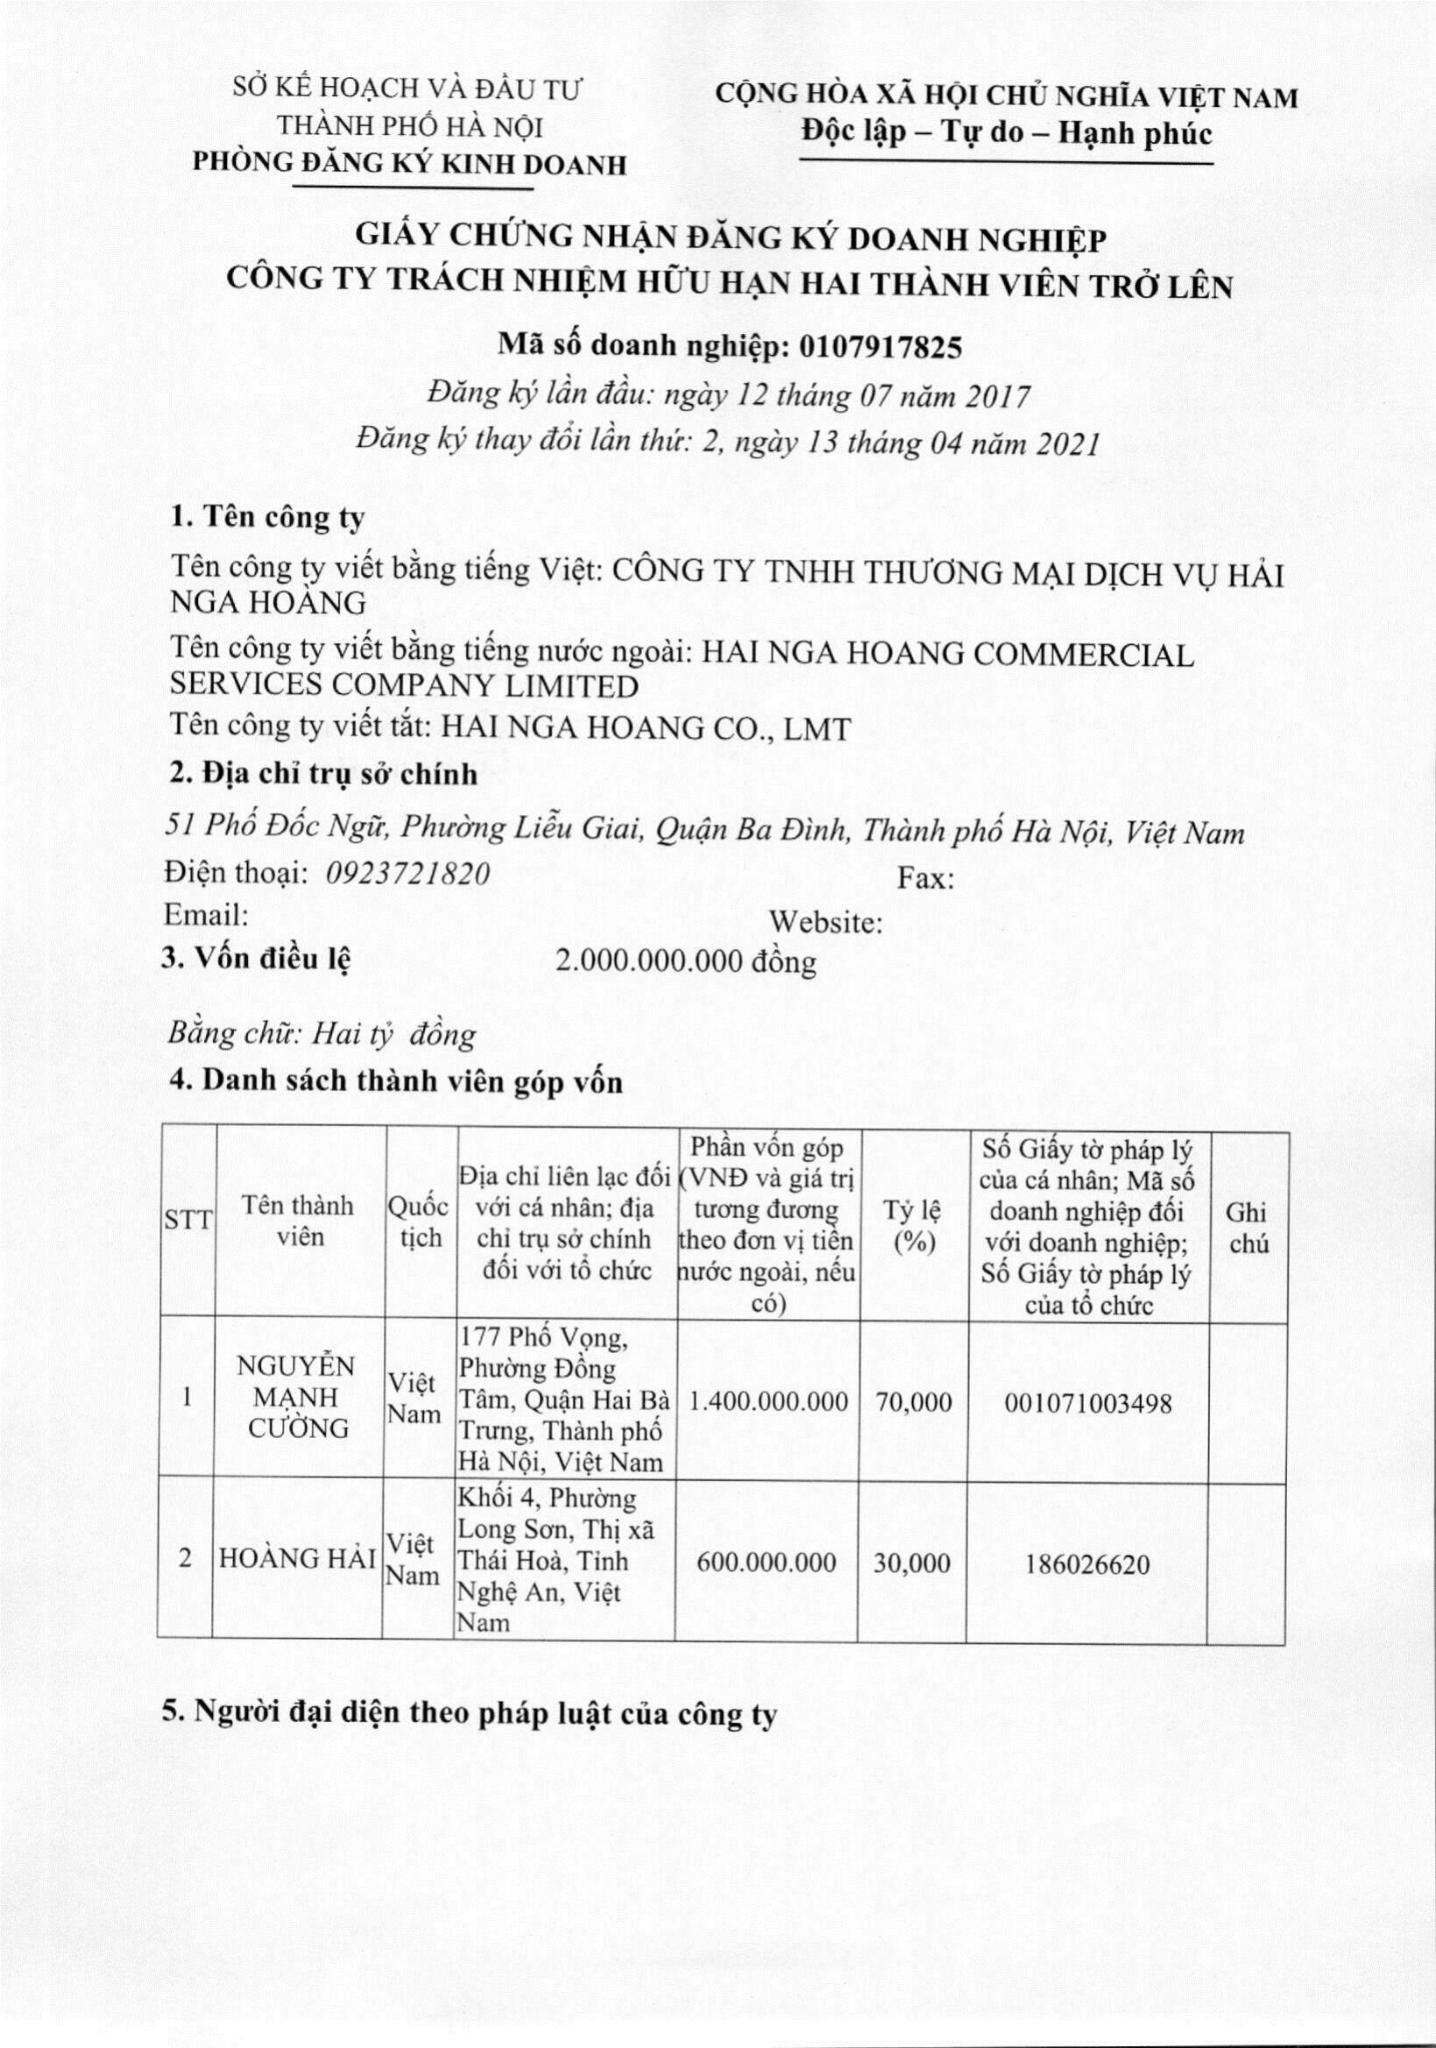 SỞ KẾ HOẠCH VÀ ĐẦU TƯ
THÀNH PHỐ HÀ NỘI
PHÒNG ĐĂNG KÝ KINH DOANH
CỘNG HÒA XÃ HỘI CHỦ NGHĨA VIỆT NAM
Độc lập – Tự do – Hạnh phúc
GIẤY CHỨNG NHẬN ĐĂNG KÝ DOANH NGHIỆP
CÔNG TY TRÁCH NHIỆM HỮU HẠN HAI THÀNH VIÊN TRỞ LÊN
Mã số doanh nghiệp: 0107917825
Đăng ký lần đầu: ngày 12 tháng 07 năm 2017
Đăng ký thay đổi lần thứ: 2, ngày 13 tháng 04 năm 2021
1. Tên công ty
Tên công ty viết bằng tiếng Việt: CÔNG TY TNHH THƯƠNG MẠI DỊCH VỤ HẢI
NGA HOÀNG
Tên công ty viết bằng tiếng nước ngoài: HAI NGA HOANG COMMERCIAL
SERVICES COMPANY LIMITED
Tên công ty viết tắt: HAI NGA HOANG CO., LMT
2. Địa chỉ trụ sở chính
51 Phố Đốc Ngữ, Phường Liễu Giai, Quận Ba Đình, Thành phố Hà Nội, Việt Nam
Điện thoại: 0923721820 Fax:
Email: Website:
3. Vốn điều lệ 2.000.000.000 đồng
Bằng chữ: Hai tỷ đồng
4. Danh sách thành viên góp vốn
STT
Tên thành
viên
Quốc
tịch
Địa chỉ liên lạc đối
với cá nhân; địa
chỉ trụ sở chính
đối với tổ chức
Phần vốn góp
(VNĐ và giá trị
tương đương
theo đơn vị tiền
nước ngoài, nếu
có)
Tỷ lệ
(%)
Số Giấy tờ pháp lý
của cá nhân; Mã số
doanh nghiệp đối
với doanh nghiệp;
Số Giấy tờ pháp lý
của tổ chức
Ghi
chú
1
NGUYỄN
MẠNH
CƯỜNG
Việt
Nam
177 Phố Vọng,
Phường Đồng
Tâm, Quận Hai Bà
Trưng, Thành phố
Hà Nội, Việt Nam
1.400.000.000
70,000
001071003498
2
HOÀNG HẢI
Việt
Nam
Khối 4, Phường
Long Sơn, Thị xã
Thái Hoà, Tỉnh
Nghệ An, Việt
Nam
600.000.000
30,000
186026620
5. Người đại diện theo pháp luật của công ty